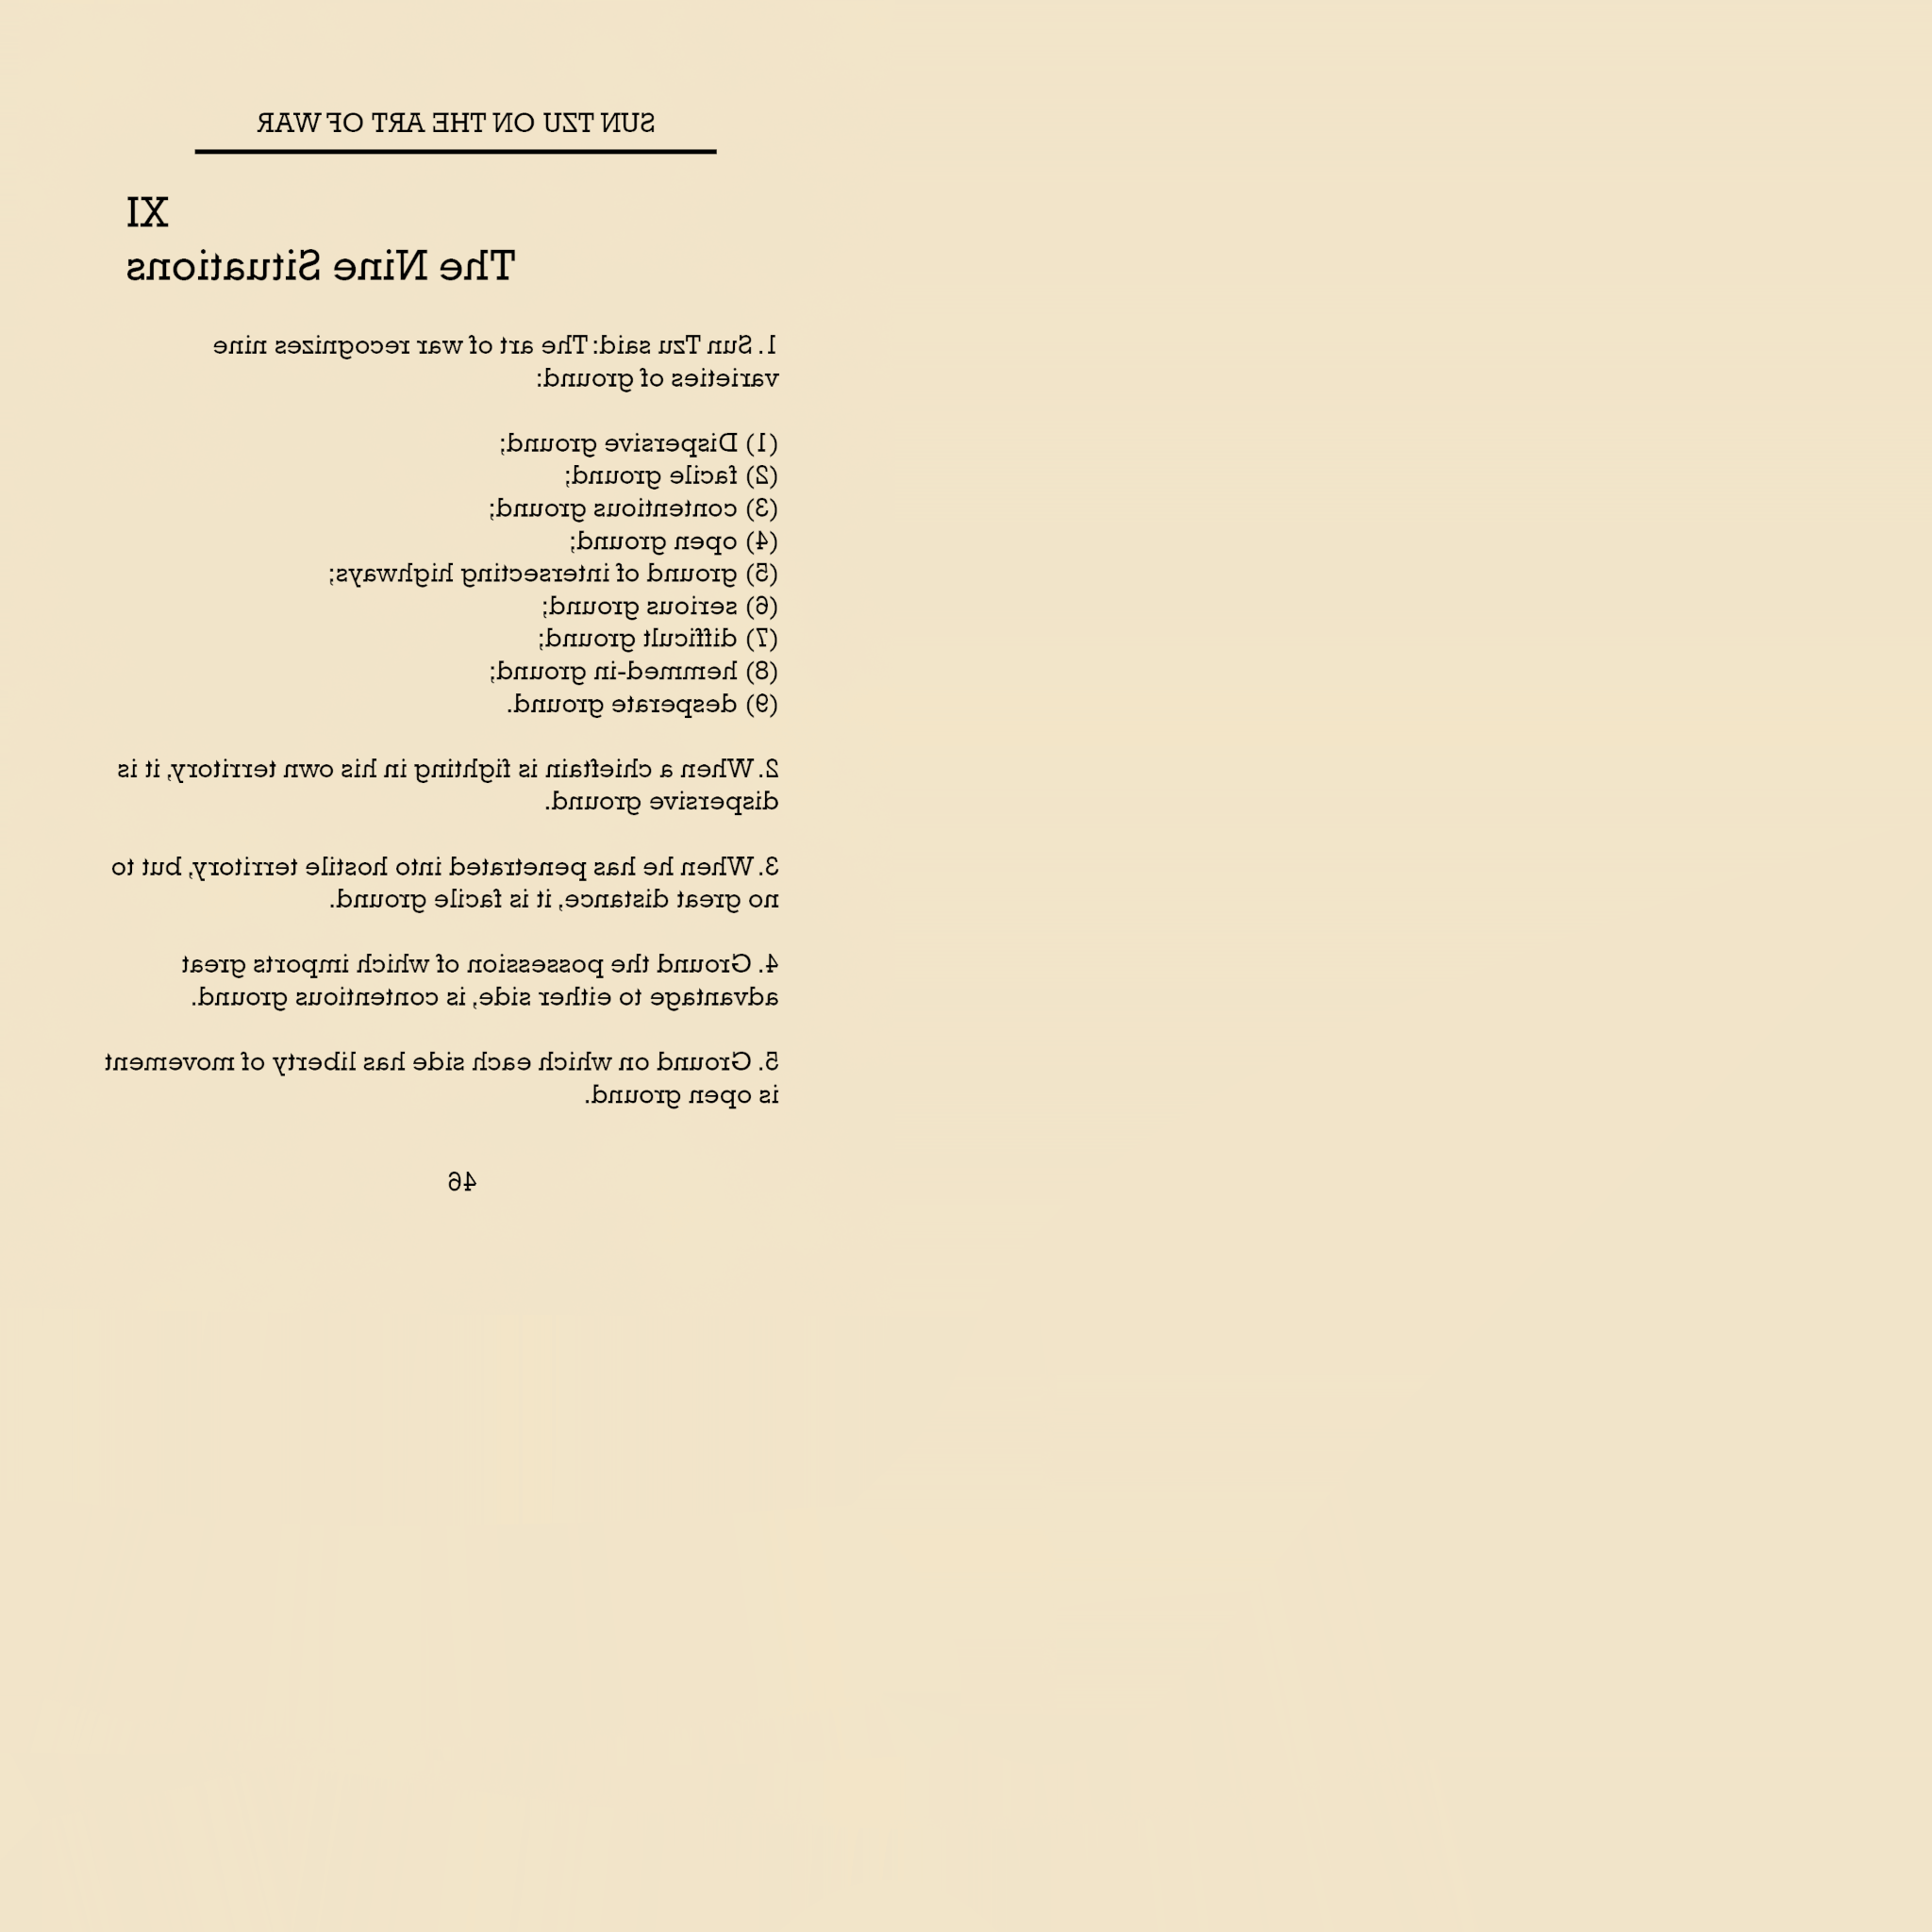 SUN TZU ON THE ART OF WAR
XI
The Nine Situations
1. Sun Tzu said: The art of war recognizes nine
varieties of ground:
(1) Dispersive ground;
(2) facile ground;
(3) contentious ground;
(4) open ground;
(5) ground of intersecting highways;
(6) serious ground;
(7) difficult ground;
(8) hemmed-in ground;
(9) desperate ground.
2. When a chieftain is fighting in his own territory, it is
dispersive ground.
3. When he has penetrated into hostile territory, but to
no great distance, it is facile ground.
4. Ground the possession of which imports great
advantage to either side, is contentious ground.
5. Ground on which each side has liberty of movement
is open ground.
46